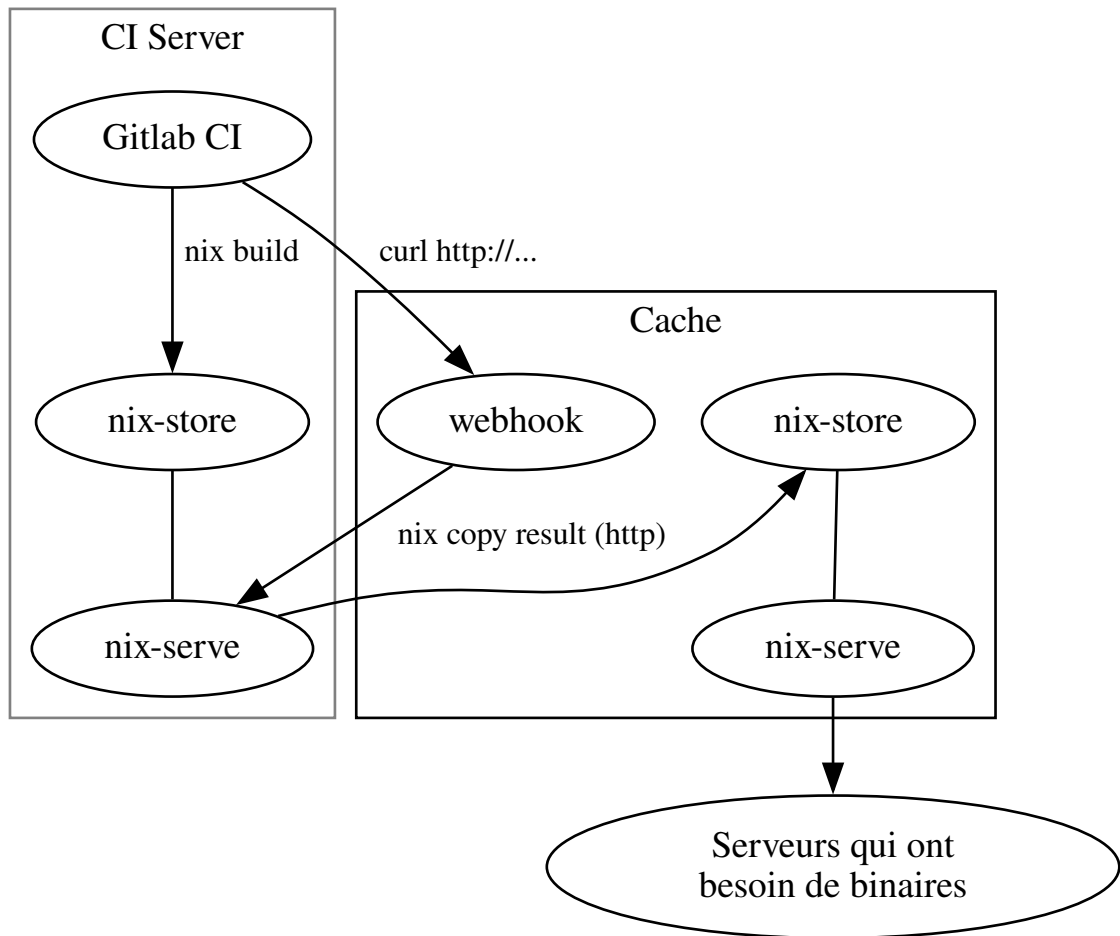 CI Server
Gitlab CI
nix build
curl http://...
Cache
nix-store
webhook
nix-store
nix copy result (http)
nix-serve
nix-serve
Serveurs qui ont
besoin de binaires